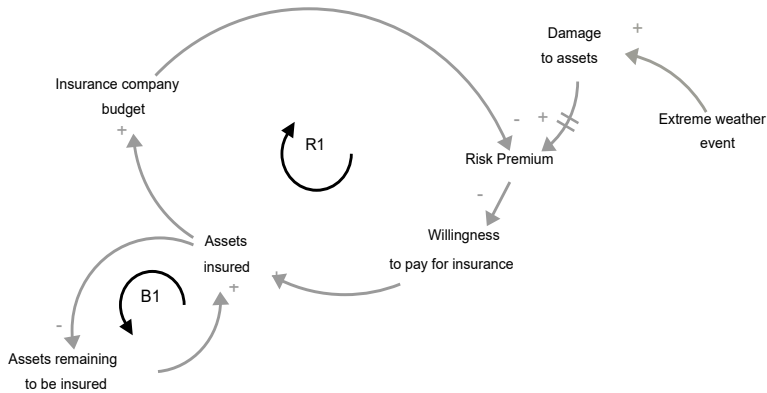 Damage
to assets
+
Insurance company
budget
+
Extreme weather
event
-
+
R1
Risk Premium
-
Willingness
to pay for insurance
Assets
insured
+
+
B1
-
Assets remaining
to be insured